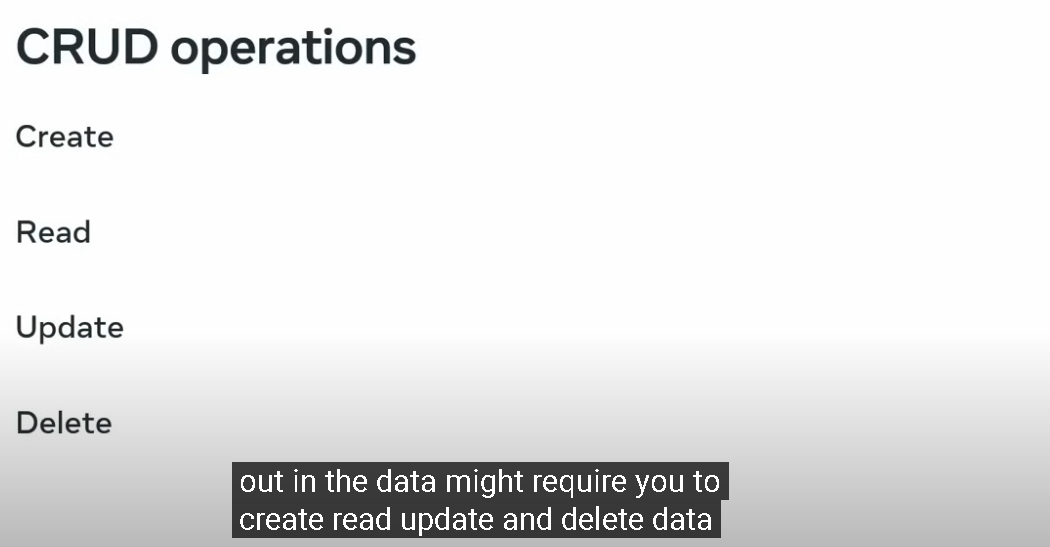 CRUD operations
Create
Read
Update
Delete
out in the data might require you to
create read update and delete data